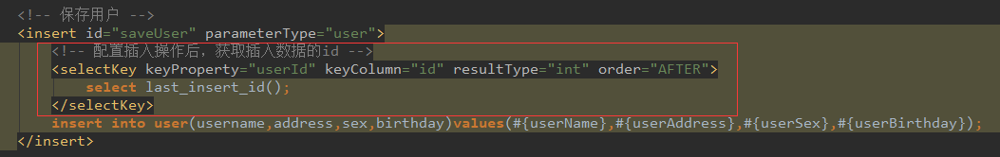 <!-- 保存用户 -->
<insert id="saveUser" parameterType="user">
<!-- 配置插入操作后，获取插入数据的id -->
<selectKey keyProperty="userId" keyColumn="id" resultType="int" order="AFTER">
select last_insert_id();
</selectKey>
insert into user(username,address,sex,birthday)values(#{userName},#{userAddress},#{userSex},#{userBirthday});
</insert>